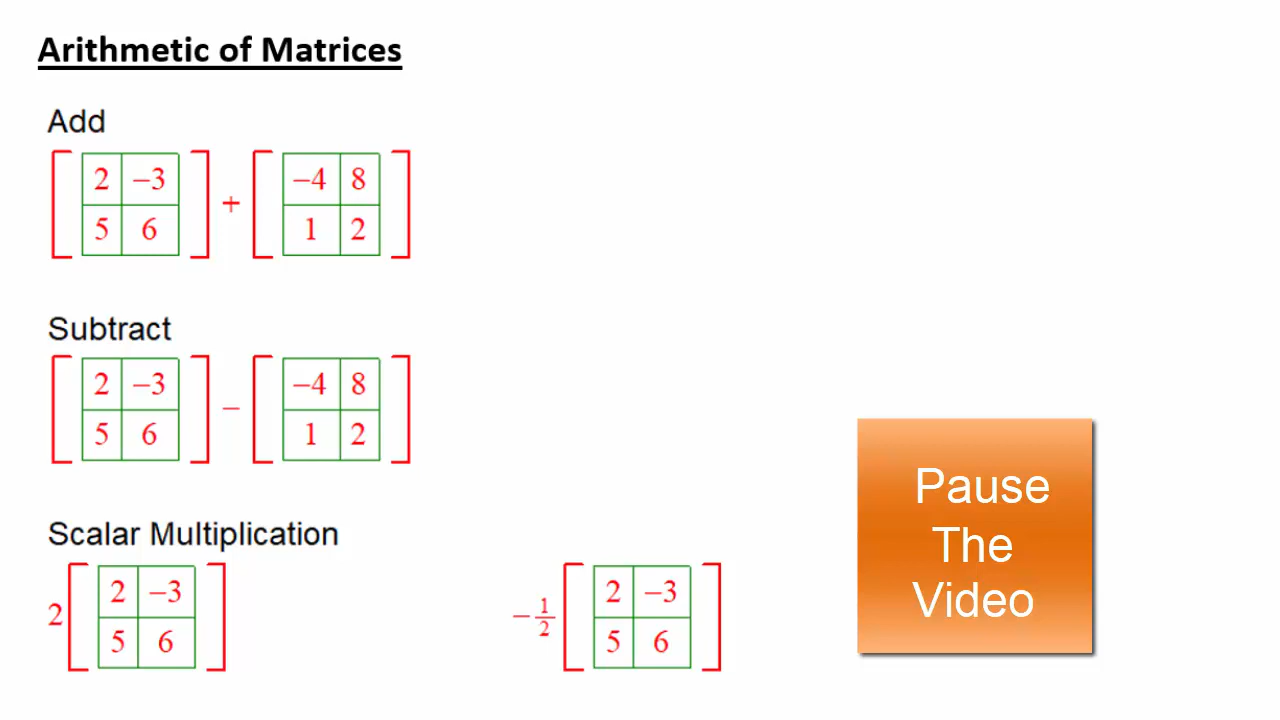 Arithmetic of Matrices
Add
2 −3 + −4 8
5 6 1 2
Subtract
2 −3 − −4 8
5 6 1 2
Scalar Multiplication
2 2 −3
5 6
−1/2 2 −3
5 6
Pause
The
Video